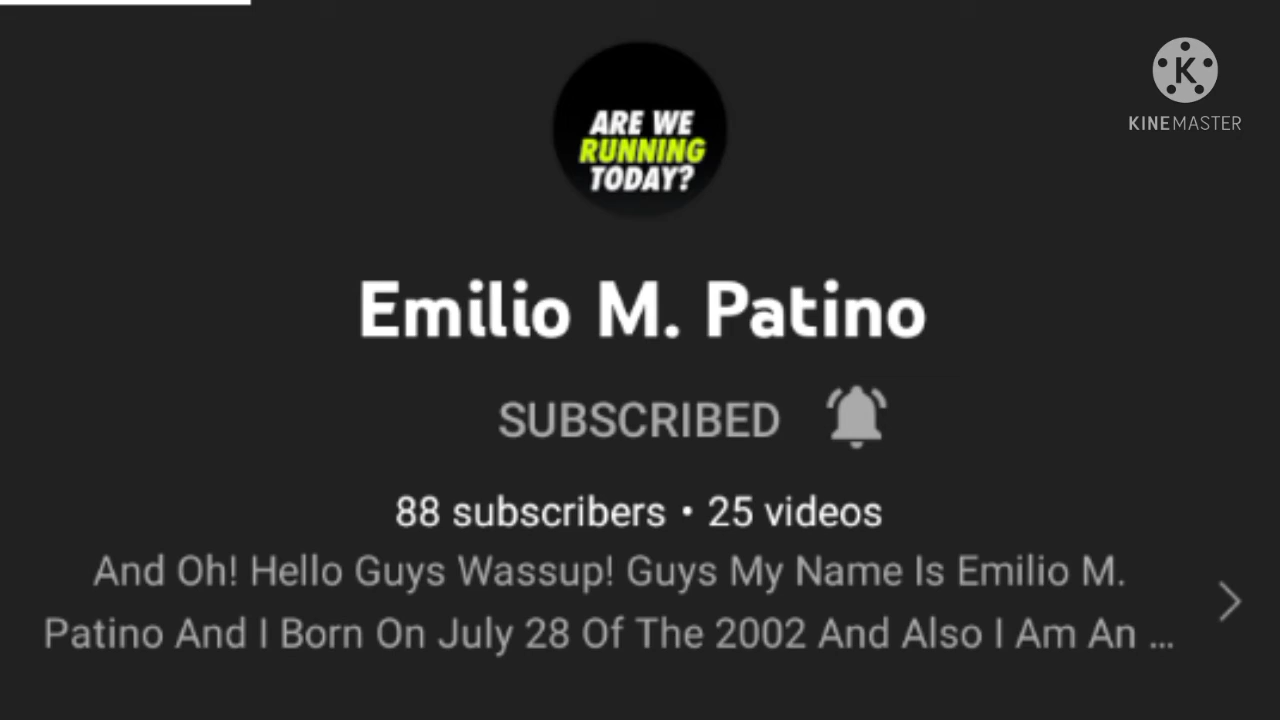 ARE WE
RUNNING
TODAY?
K
KINEMASTER
Emilio M. Patino
SUBSCRIBED
88 subscribers • 25 videos
And Oh! Hello Guys Wassup! Guys My Name Is Emilio M.
Patino And I Born On July 28 Of The 2002 And Also I Am An ...